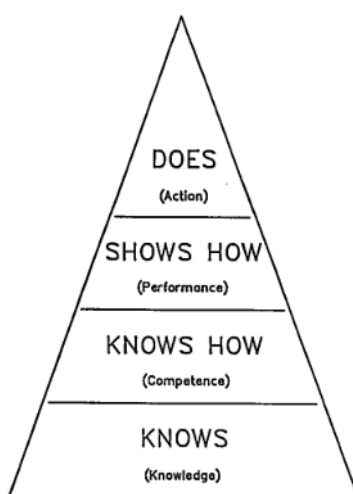 DOES
(Action)
SHOWS HOW
(Performance)
KNOWS HOW
(Competence)
KNOWS
(Knowledge)